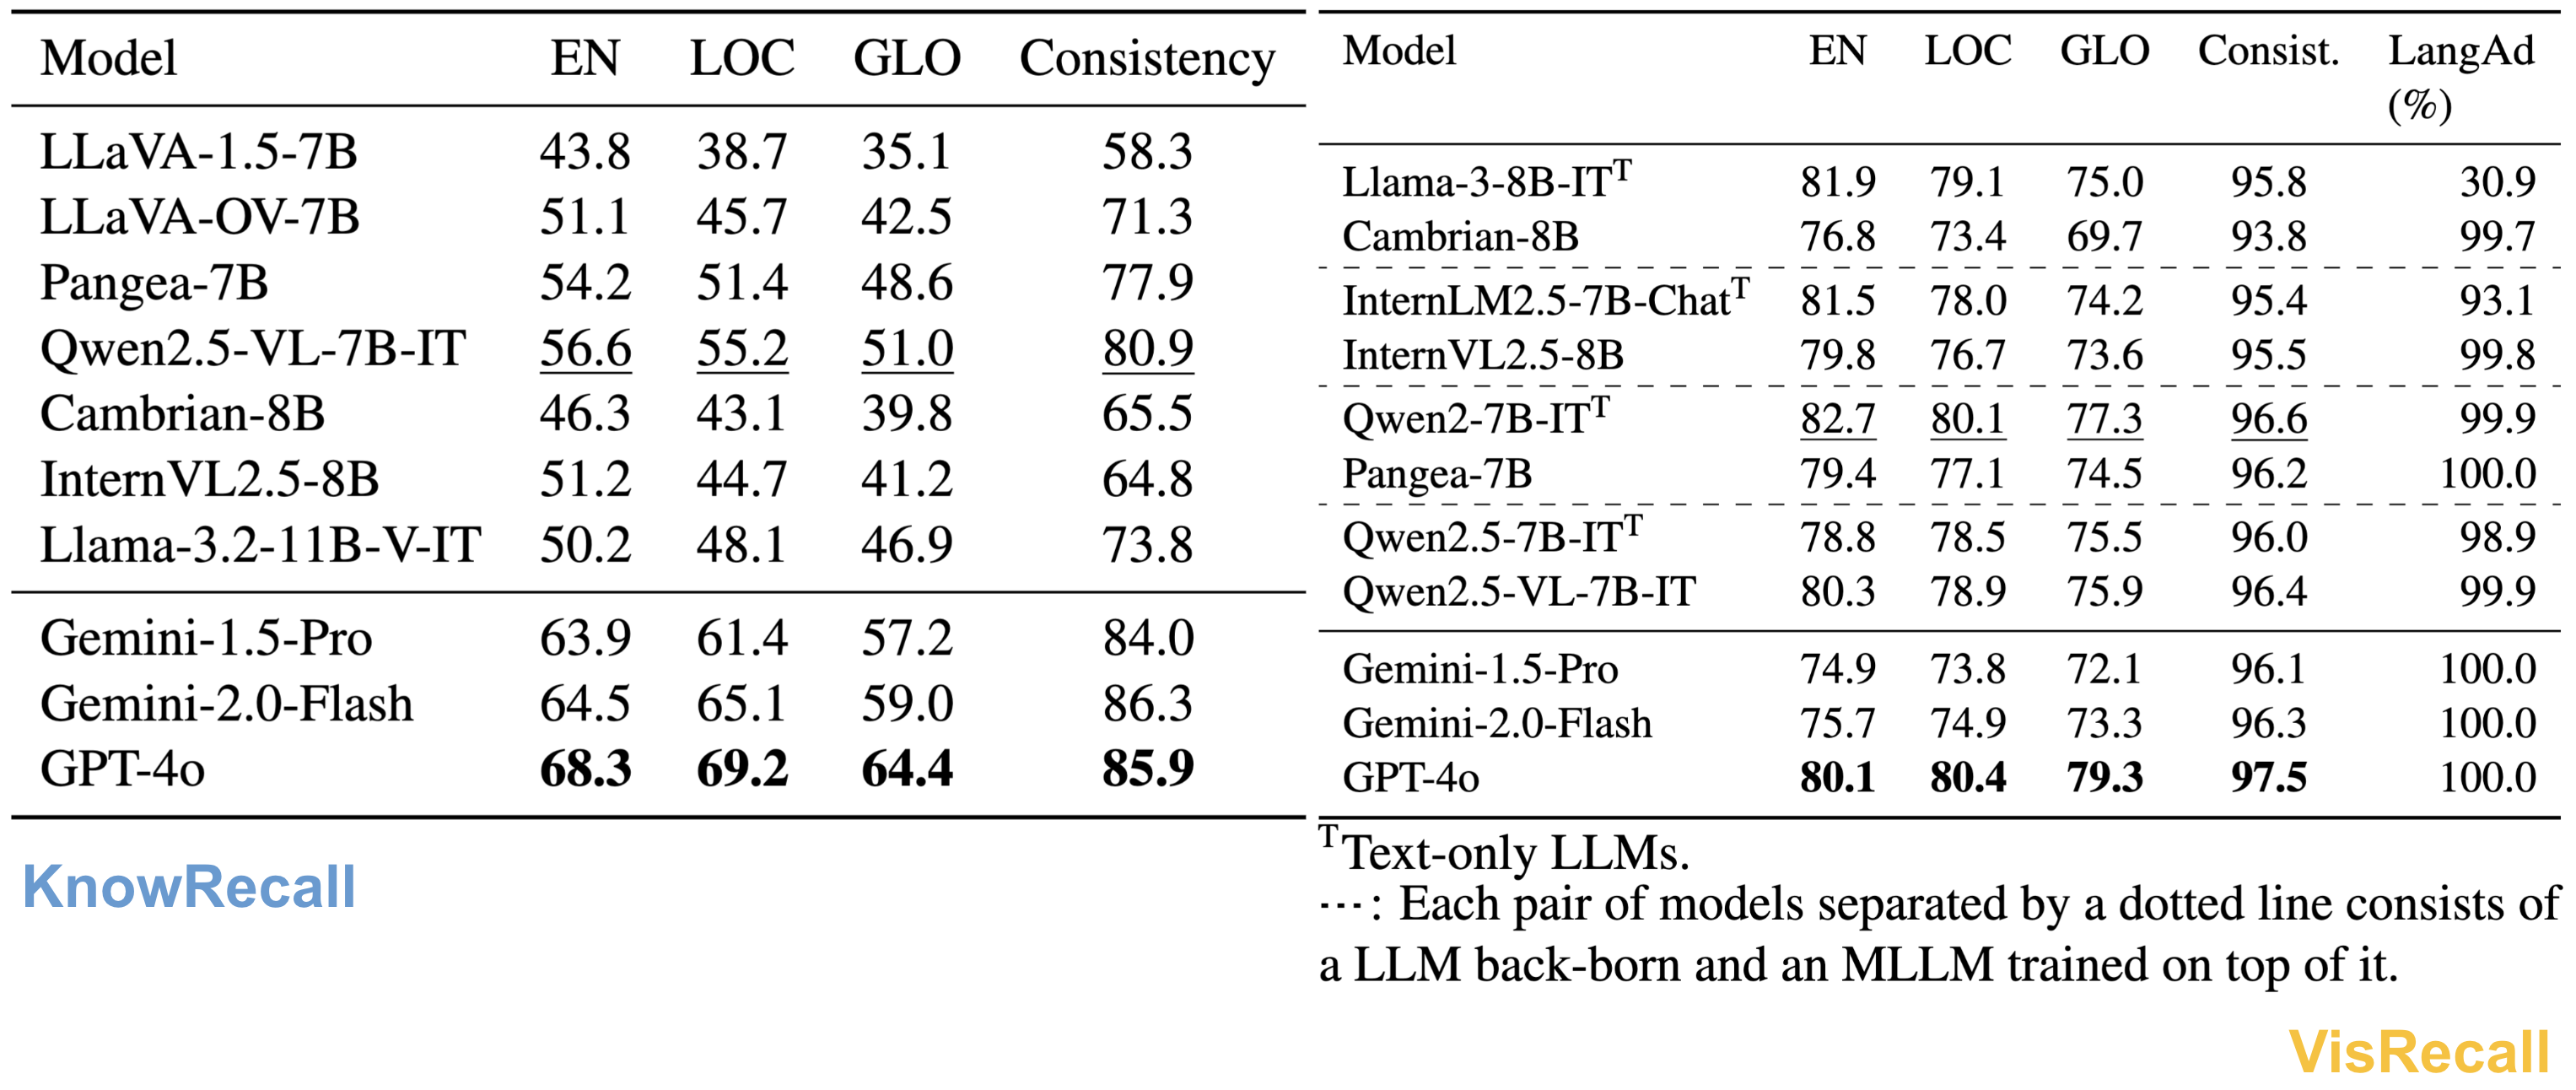 Model EN LOC GLO Consistency
LLaVA-1.5-7B 43.8 38.7 35.1 58.3
LLaVA-OV-7B 51.1 45.7 42.5 71.3
Pangea-7B 54.2 51.4 48.6 77.9
Qwen2.5-VL-7B-IT 56.6 55.2 51.0 80.9
Cambrian-8B 46.3 43.1 39.8 65.5
InternVL2.5-8B 51.2 44.7 41.2 64.8
Llama-3.2-11B-V-IT 50.2 48.1 46.9 73.8
Gemini-1.5-Pro 63.9 61.4 57.2 84.0
Gemini-2.0-Flash 64.5 65.1 59.0 86.3
GPT-4o 68.3 69.2 64.4 85.9
KnowRecall
Model EN LOC GLO Consist. LangAd
(%)
Llama-3-8B-ITᵀ 81.9 79.1 75.0 95.8 30.9
Cambrian-8B 76.8 73.4 69.7 93.8 99.7
InternLM2.5-7B-Chatᵀ 81.5 78.0 74.2 95.4 93.1
InternVL2.5-8B 79.8 76.7 73.6 95.5 99.8
Qwen2-7B-ITᵀ 82.7 80.1 77.3 96.6 99.9
Pangea-7B 79.4 77.1 74.5 96.2 100.0
Qwen2.5-7B-ITᵀ 78.8 78.5 75.5 96.0 98.9
Qwen2.5-VL-7B-IT 80.3 78.9 75.9 96.4 99.9
Gemini-1.5-Pro 74.9 73.8 72.1 96.1 100.0
Gemini-2.0-Flash 75.7 74.9 73.3 96.3 100.0
GPT-4o 80.1 80.4 79.3 97.5 100.0
ᵀText-only LLMs.
---: Each pair of models separated by a dotted line consists of
a LLM back-born and an MLLM trained on top of it.
VisRecall